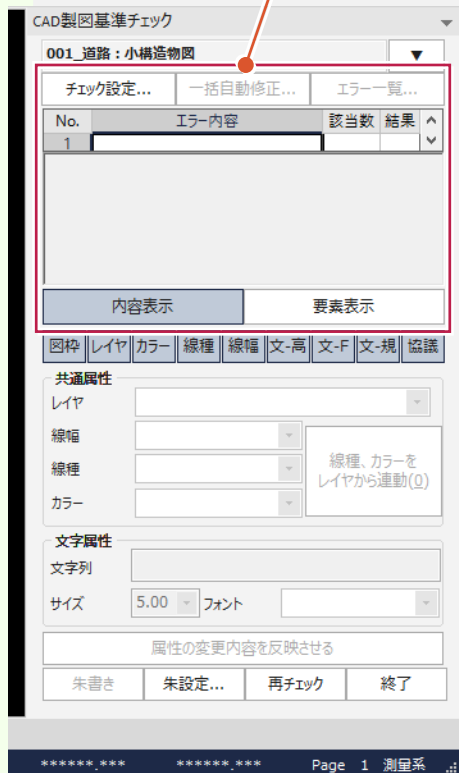 CAD製図基準チェック
001_道路：小構造物図 ▼
チェック設定... 一括自動修正... エラー一覧...
No. エラー内容 該当数 結果
1
内容表示 要素表示
図枠 レイヤ カラー 線種 線幅 文-高 文-F 文-規 協議
共通属性
レイヤ
線幅
線種
線種、カラーを
レイヤから連動(O)
カラー
文字属性
文字列
サイズ 5.00 フォント
属性の変更内容を反映させる
朱書き 朱設定... 再チェック 終了
******.*** ******.*** Page 1 測量系